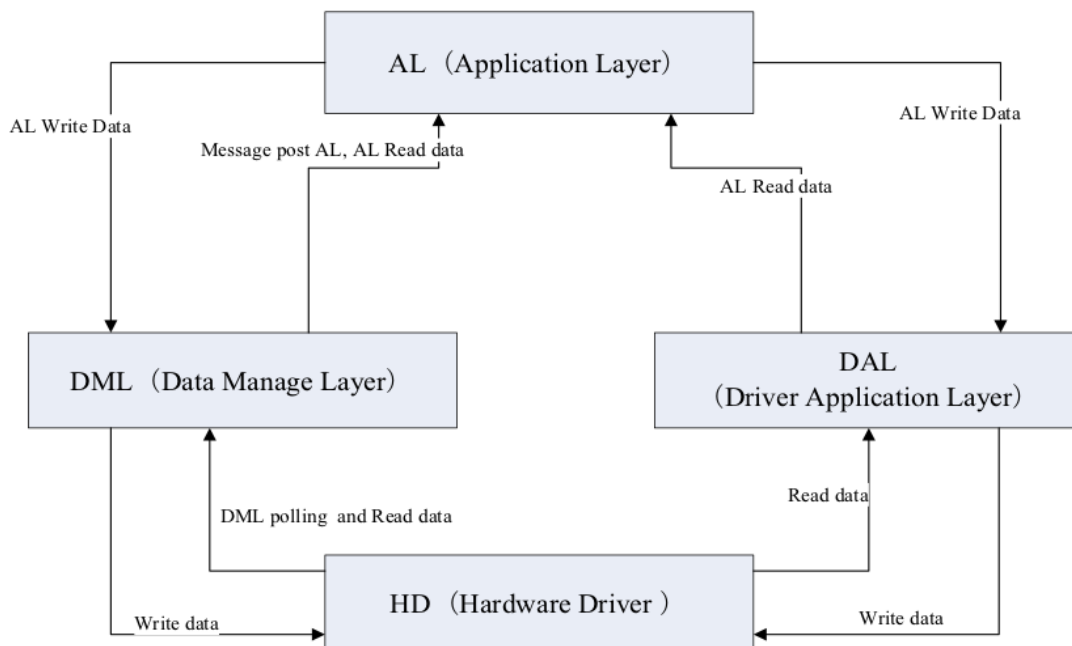 AL（Application Layer）
AL Write Data
AL Write Data
Message post AL, AL Read data
AL Read data
DML（Data Manage Layer）
DAL
（Driver Application Layer）
DML polling  and Read data
Read data
HD（Hardware Driver ）
Write data
Write data